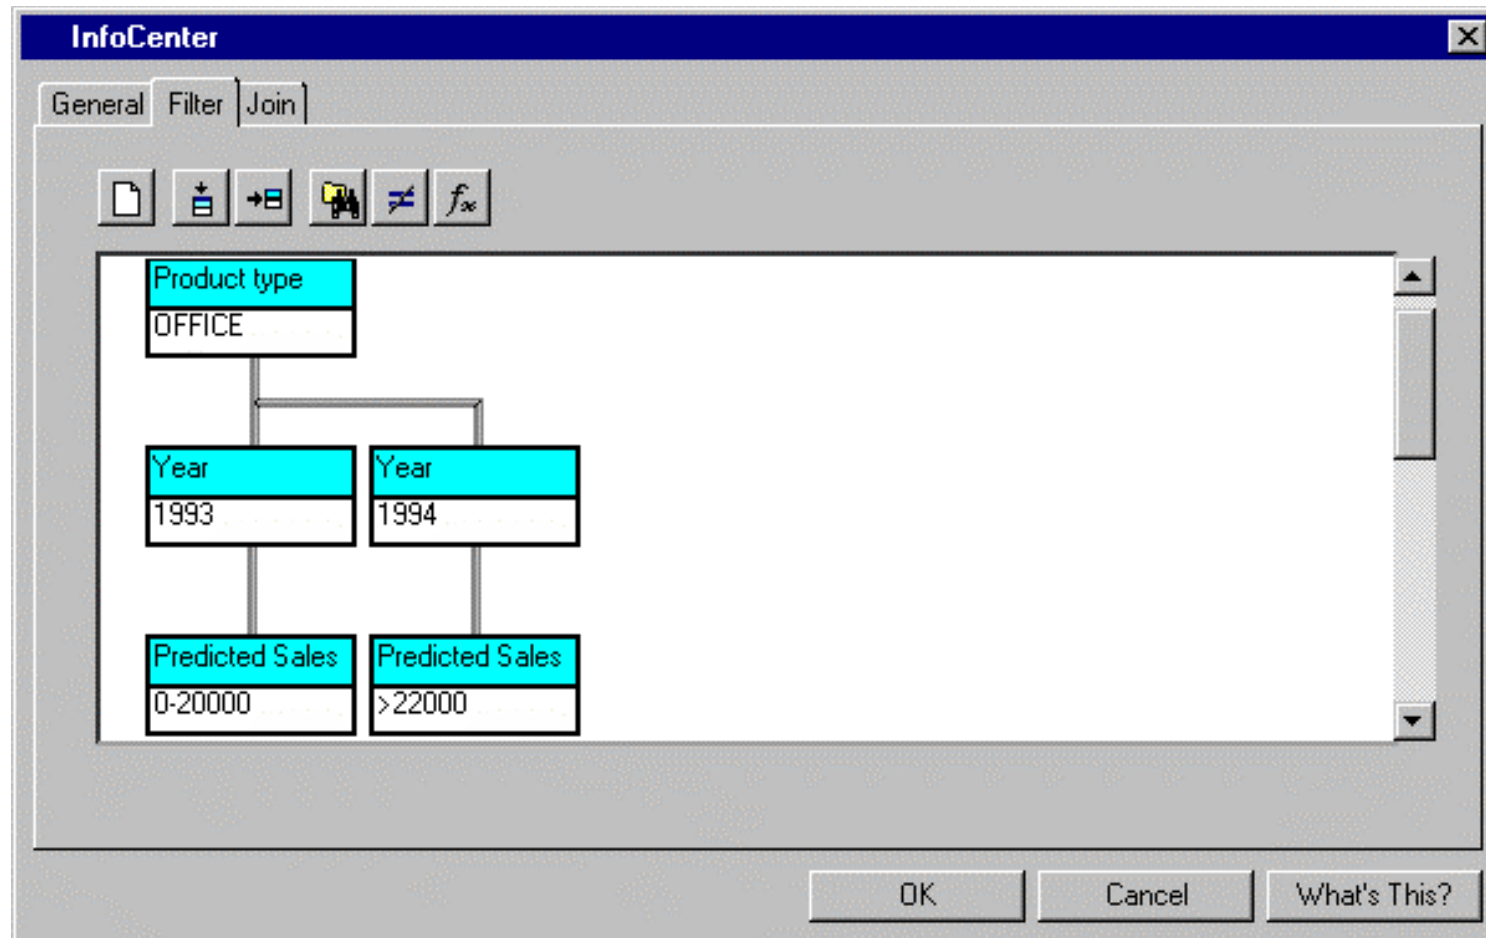 InfoCenter
General Filter Join
fx
Product type
OFFICE
Year Year
1993 1994
Predicted Sales Predicted Sales
0-20000 >22000
OK Cancel What's This?